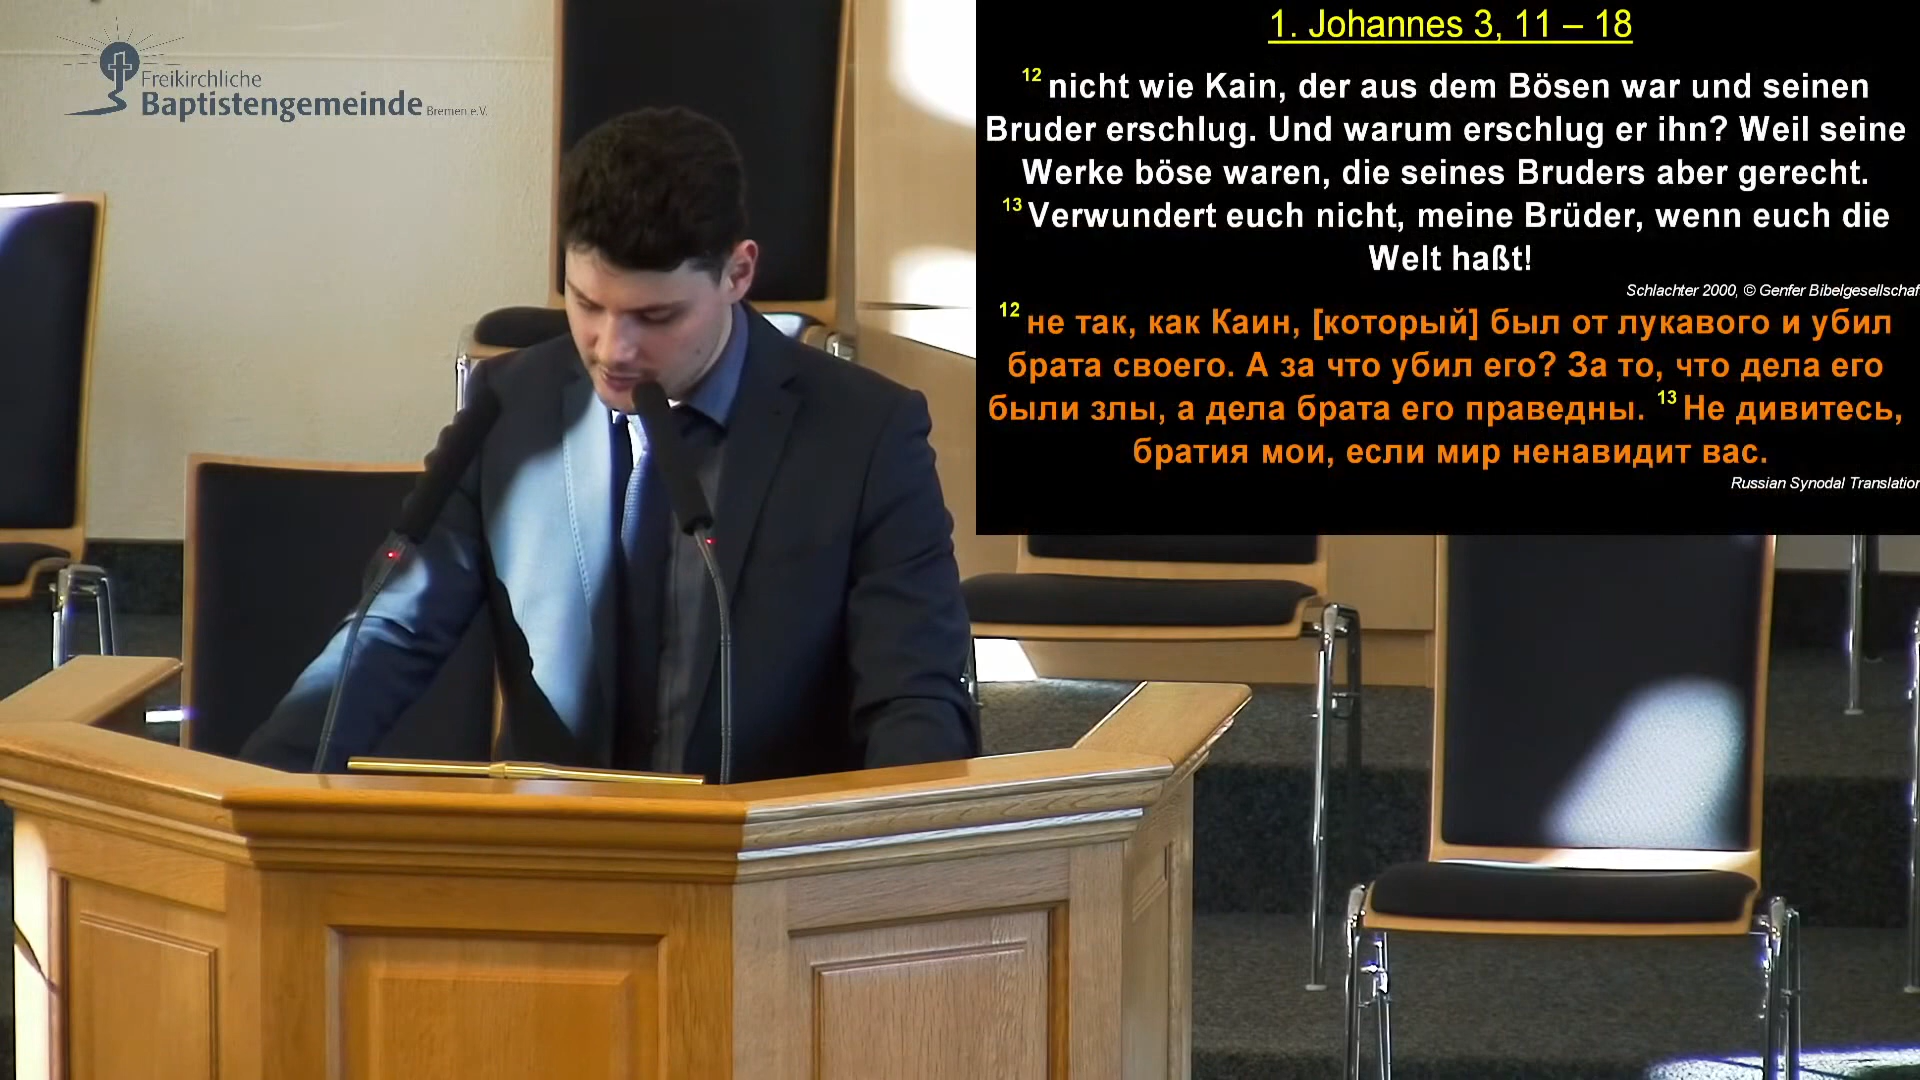 Freikirchliche
Baptistengemeinde Bremen e.V.
1. Johannes 3, 11 – 18
12 nicht wie Kain, der aus dem Bösen war und seinen
Bruder erschlug. Und warum erschlug er ihn? Weil seine
Werke böse waren, die seines Bruders aber gerecht.
13 Verwundert euch nicht, meine Brüder, wenn euch die
Welt haßt!
Schlachter 2000, © Genfer Bibelgesellschaf
12 не так, как Каин, [который] был от лукавого и убил
брата своего. А за что убил его? За то, что дела его
были злы, а дела брата его праведны. 13 Не дивитесь,
братия мои, если мир ненавидит вас.
Russian Synodal Translation